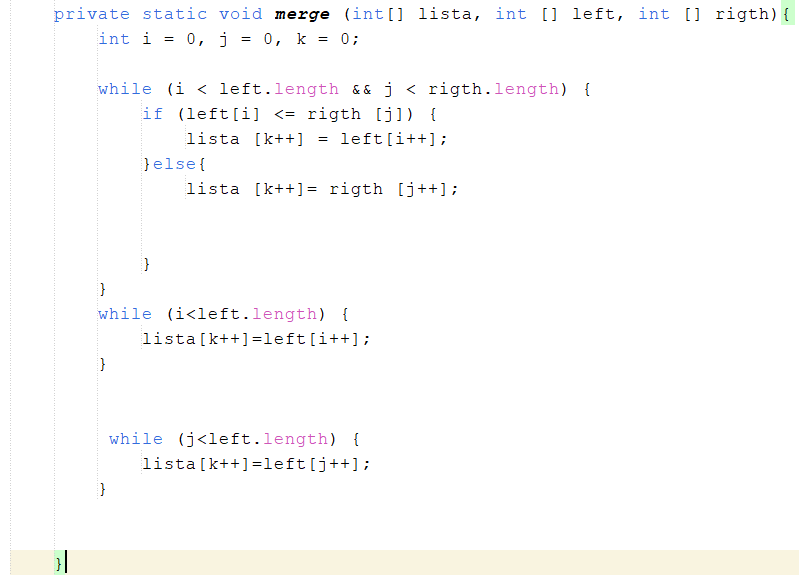 private static void merge (int[] lista, int [] left, int [] rigth){
int i = 0, j = 0, k = 0;
while (i < left.length && j < rigth.length) {
if (left[i] <= rigth [j]) {
lista [k++] = left[i++];
}else{
lista [k++]= rigth [j++];
}
}
while (i<left.length) {
lista[k++]=left[i++];
}
while (j<left.length) {
lista[k++]=left[j++];
}
}